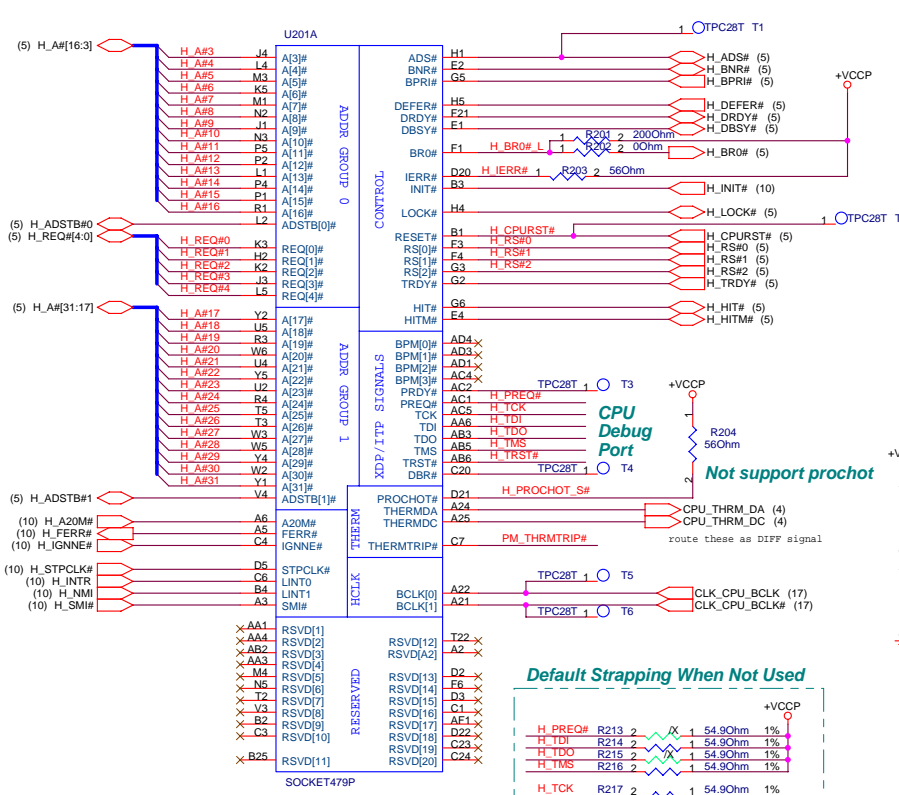 U201A
TPC28T T1
(5) H_A#[16:3]
H_A#3 J4 A[3]# ADS# H1 H_ADS# (5)
H_A#4 L4 A[4]# BNR# E2 H_BNR# (5)
H_A#5 M3 A[5]# BPRI# G5 H_BPRI# (5)
H_A#6 K5 A[6]#
+VCCP
H_A#7 M1 A[7]# DEFER# H5 H_DEFER# (5)
H_A#8 N2 A[8]# DRDY# F21 H_DRDY# (5)
H_A#9 J1 A[9]# DBSY# E1 H_DBSY# (5)
H_A#10 N3 A[10]# 1 R201 2 200Ohm
H_A#11 P5 A[11]# BR0# F1 H_BR0#_L 1 R202 2 0Ohm H_BR0# (5)
H_A#12 P2 A[12]#
H_A#13 L1 A[13]# IERR# D20 H_IERR# 1 R203 2 56Ohm
H_A#14 P4 A[14]# INIT# B3 H_INIT# (10)
H_A#15 P1 A[15]#
H_A#16 R1 A[16]# LOCK# H4 H_LOCK# (5)
ADDR GROUP 0
CONTROL
(5) H_ADSTB#0 L2 ADSTB[0]#
1 TPC28T T
(5) H_REQ#[4:0]
RESET# B1 H_CPURST# H_CPURST# (5)
H_REQ#0 K3 REQ[0]# RS[0]# F3 H_RS#0 H_RS#0 (5)
H_REQ#1 H2 REQ[1]# RS[1]# F4 H_RS#1 H_RS#1 (5)
H_REQ#2 K2 REQ[2]# RS[2]# G3 H_RS#2 H_RS#2 (5)
H_REQ#3 J3 REQ[3]# TRDY# G2 H_TRDY# (5)
H_REQ#4 L5 REQ[4]#
(5) H_A#[31:17]
HIT# G6 H_HIT# (5)
HITM# E4 H_HITM# (5)
H_A#17 Y2 A[17]#
H_A#18 U5 A[18]#
H_A#19 R3 A[19]# BPM[0]# AD4
H_A#20 W6 A[20]# BPM[1]# AD3
H_A#21 U4 A[21]# BPM[2]# AD1
H_A#22 Y5 A[22]# BPM[3]# AC4
H_A#23 U2 A[23]# PRDY# AC2 TPC28T 1 T3
H_A#24 R4 A[24]# PREQ# AC1 H_PREQ#
H_A#25 T5 A[25]# TCK AC5 H_TCK
H_A#26 T3 A[26]# TDI AA6 H_TDI
H_A#27 W3 A[27]# TDO AB3 H_TDO
H_A#28 W5 A[28]# TMS AB5 H_TMS
H_A#29 Y4 A[29]# TRST# AB6 H_TRST#
H_A#30 W2 A[30]# DBR# C20 TPC28T 1 T4
H_A#31 Y1 A[31]#
ADDR GROUP 1
XDP/ITP SIGNALS
CPU
Debug
Port
+VCCP
1
R204
56Ohm
2
+V
Not support prochot
(5) H_ADSTB#1 V4 ADSTB[1]# PROCHOT# D21 H_PROCHOT_S#
THERMDA A24 CPU_THRM_DA (4)
(10) H_A20M# A6 A20M# THERMDC A25 CPU_THRM_DC (4)
(10) H_FERR# A5 FERR#
route these as DIFF signal
(10) H_IGNNE# C4 IGNNE# THERMTRIP# C7 PM_THRMTRIP#
THERM
(10) H_STPCLK# D5 STPCLK#
TPC28T 1 T5
(10) H_INTR C6 LINT0
(10) H_NMI B4 LINT1 BCLK[0] A22 CLK_CPU_BCLK (17)
(10) H_SMI# A3 SMI# BCLK[1] A21 CLK_CPU_BCLK# (17)
HCLK
TPC28T 1 T6
AA1 RSVD[1]
AA4 RSVD[2] RSVD[12] T22
AB2 RSVD[3] RSVD[A2] A2
AA3 RSVD[4]
M4 RSVD[5] RSVD[13] D2
N5 RSVD[6] RSVD[14] F6
T2 RSVD[7] RSVD[15] D3
V3 RSVD[8] RSVD[16] C1
B2 RSVD[9] RSVD[17] AF1
C3 RSVD[10] RSVD[18] D22
RSVD[19] C23
B25 RSVD[11] RSVD[20] C24
RESERVED
SOCKET479P
Default Strapping When Not Used
+VCCP
H_PREQ# R213 2 /X 1 54.9Ohm 1%
H_TDI R214 2 1 54.9Ohm 1%
H_TDO R215 2 /X 1 54.9Ohm 1%
H_TMS R216 2 1 54.9Ohm 1%
H_TCK R217 2 1 54.9Ohm 1%